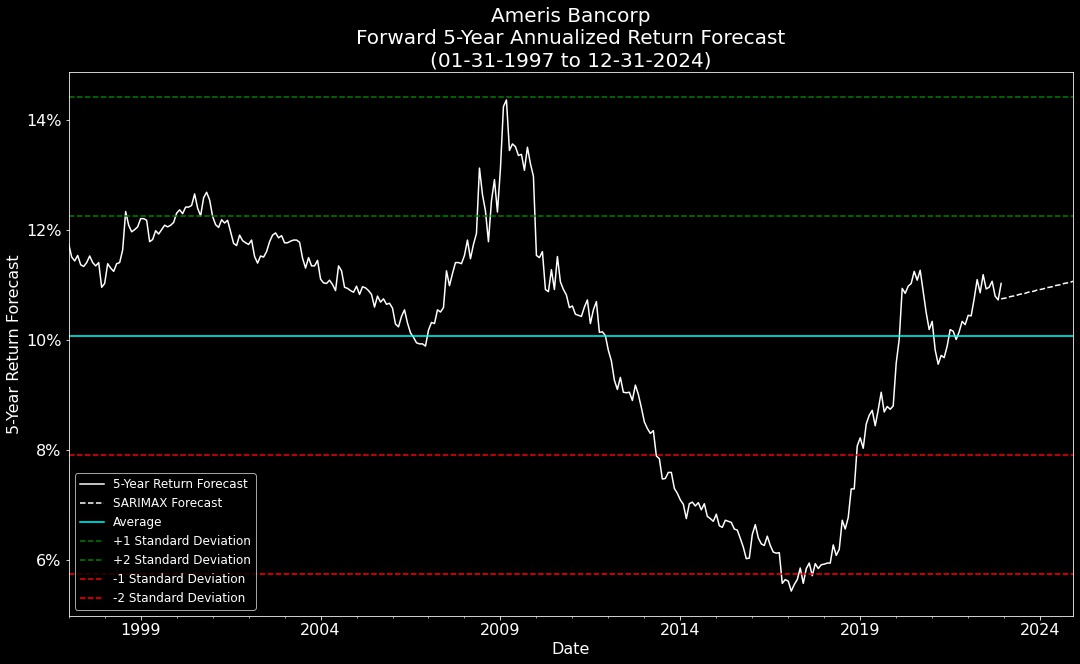 Ameris Bancorp
Forward 5-Year Annualized Return Forecast
(01-31-1997 to 12-31-2024)
14%
12%
10%
8%
6%
5-Year Return Forecast
5-Year Return Forecast
SARIMAX Forecast
Average
+1 Standard Deviation
+2 Standard Deviation
-1 Standard Deviation
-2 Standard Deviation
1999
2004
2009
2014
2019
2024
Date